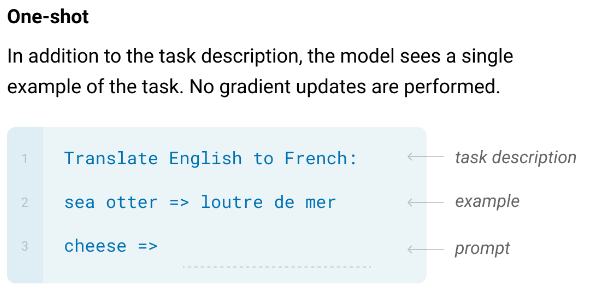 One-shot
In addition to the task description, the model sees a single
example of the task. No gradient updates are performed.
1 Translate English to French: task description
2 sea otter => loutre de mer example
3 cheese => prompt